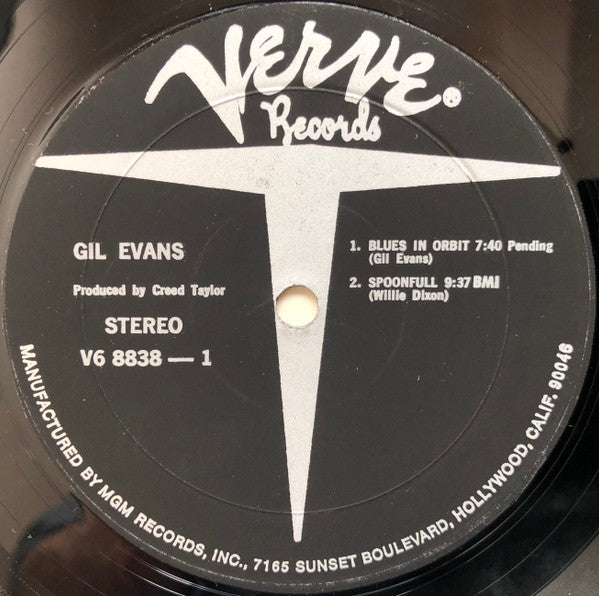 VERVE®
Records
GIL EVANS
Produced by Creed Taylor
STEREO
V6 8838 — 1
1. BLUES IN ORBIT 7:40 Pending
(Gil Evans)
2. SPOONFULL 9:37 BMI
(Willie Dixon)
MANUFACTURED BY MGM RECORDS, INC., 7165 SUNSET BOULEVARD, HOLLYWOOD, CALIF. 90046